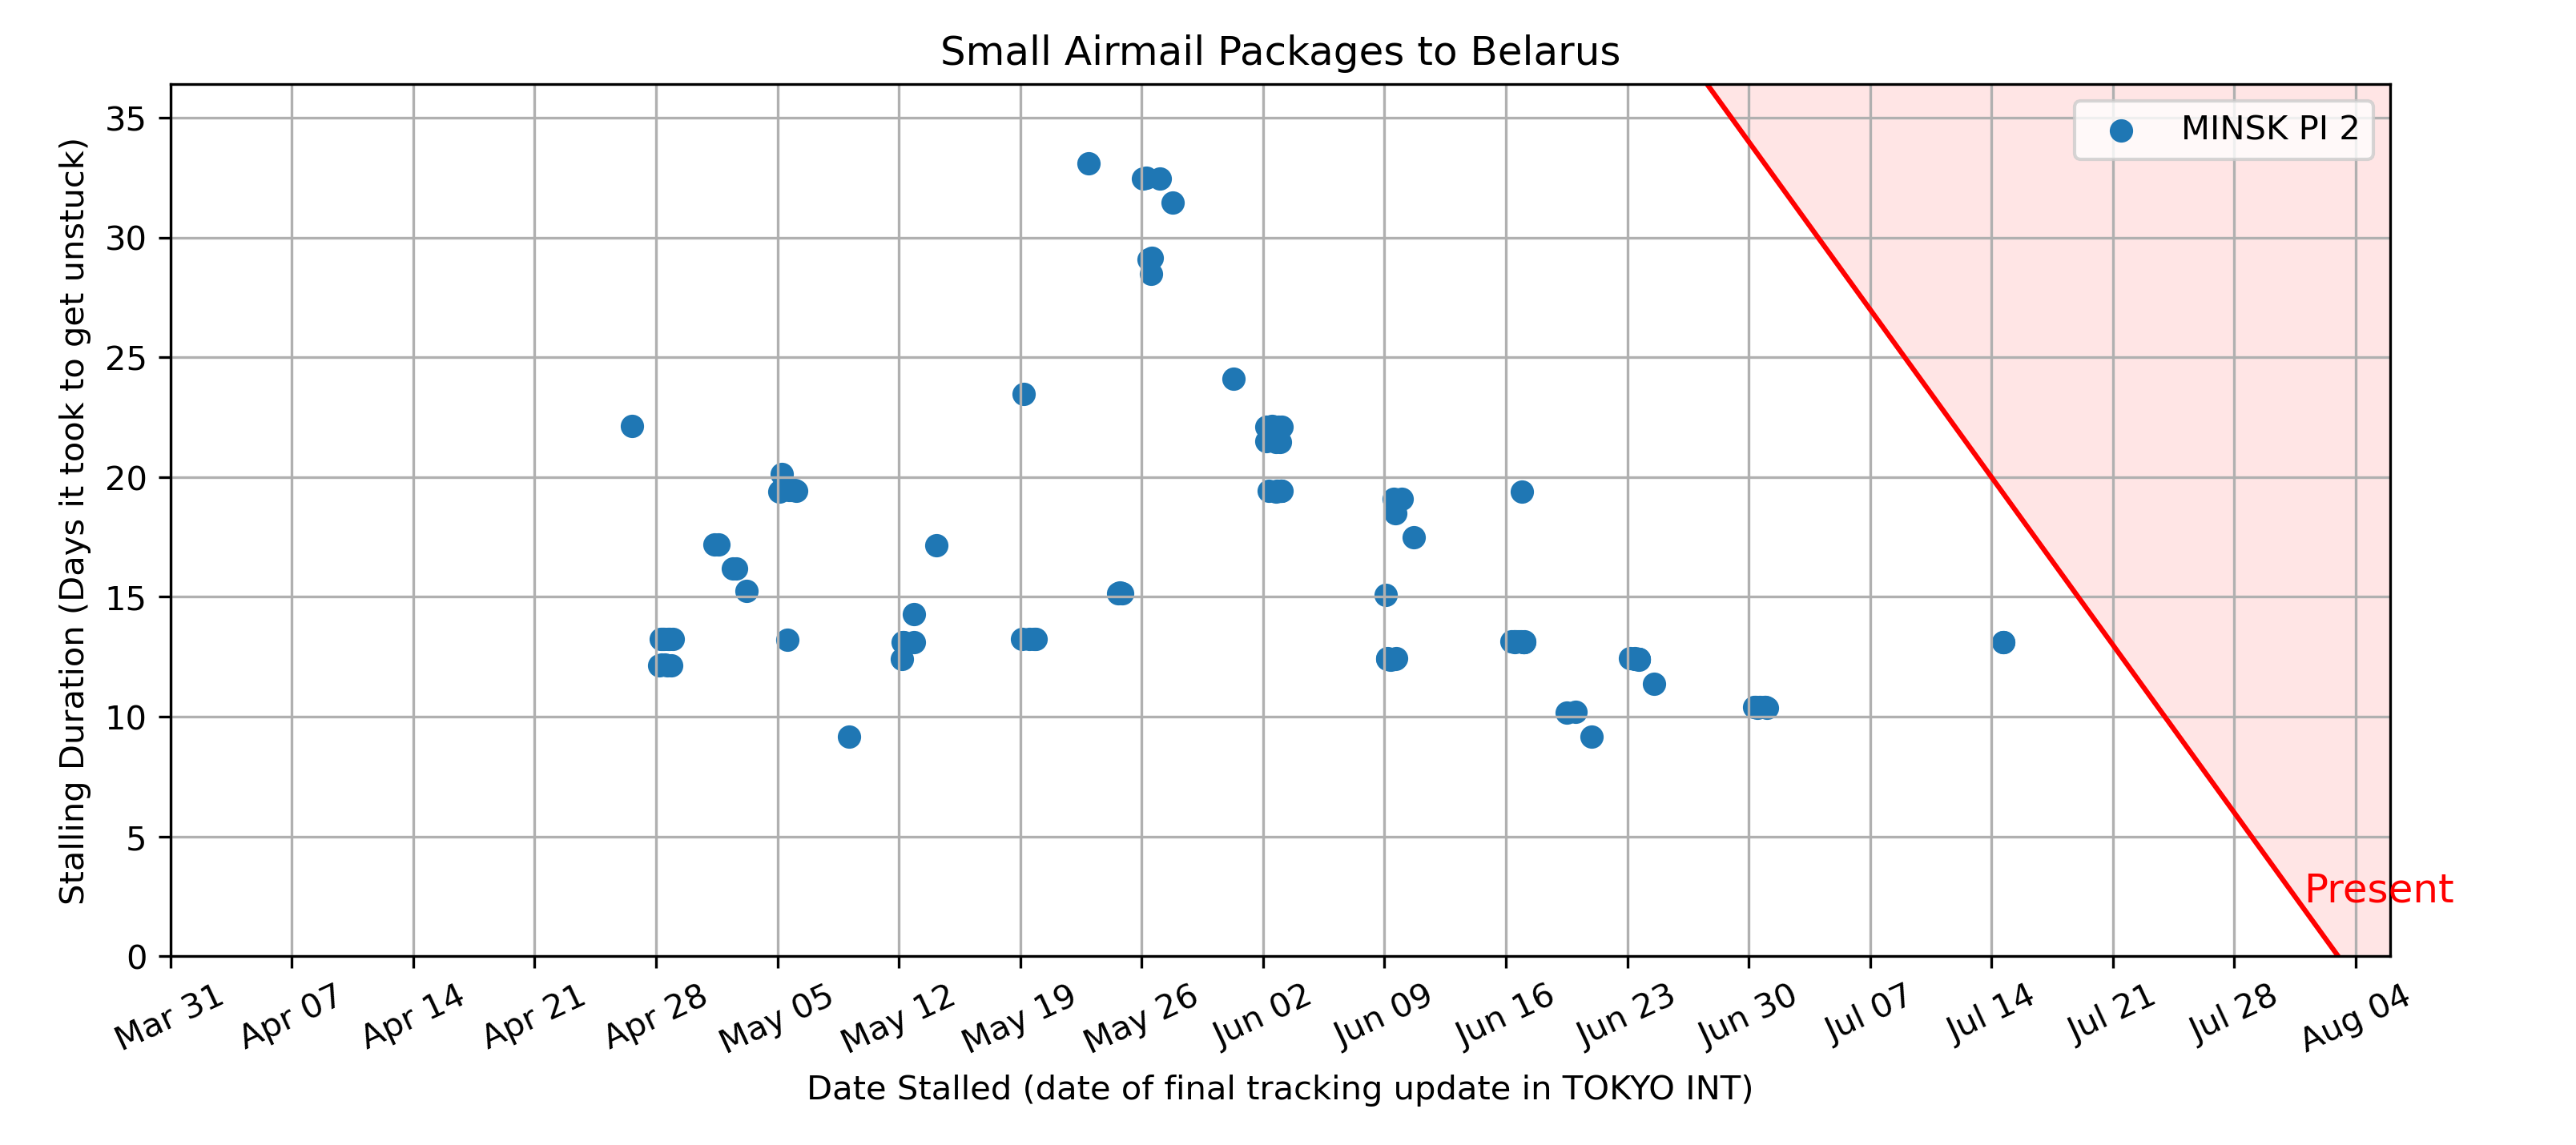 Small Airmail Packages to Belarus
MINSK PI 2
35
30
25
20
15
10
5
0
Stalling Duration (Days it took to get unstuck)
Present
Mar 31
Apr 07
Apr 14
Apr 21
Apr 28
May 05
May 12
May 19
May 26
Jun 02
Jun 09
Jun 16
Jun 23
Jun 30
Jul 07
Jul 14
Jul 21
Jul 28
Aug 04
Date Stalled (date of final tracking update in TOKYO INT)